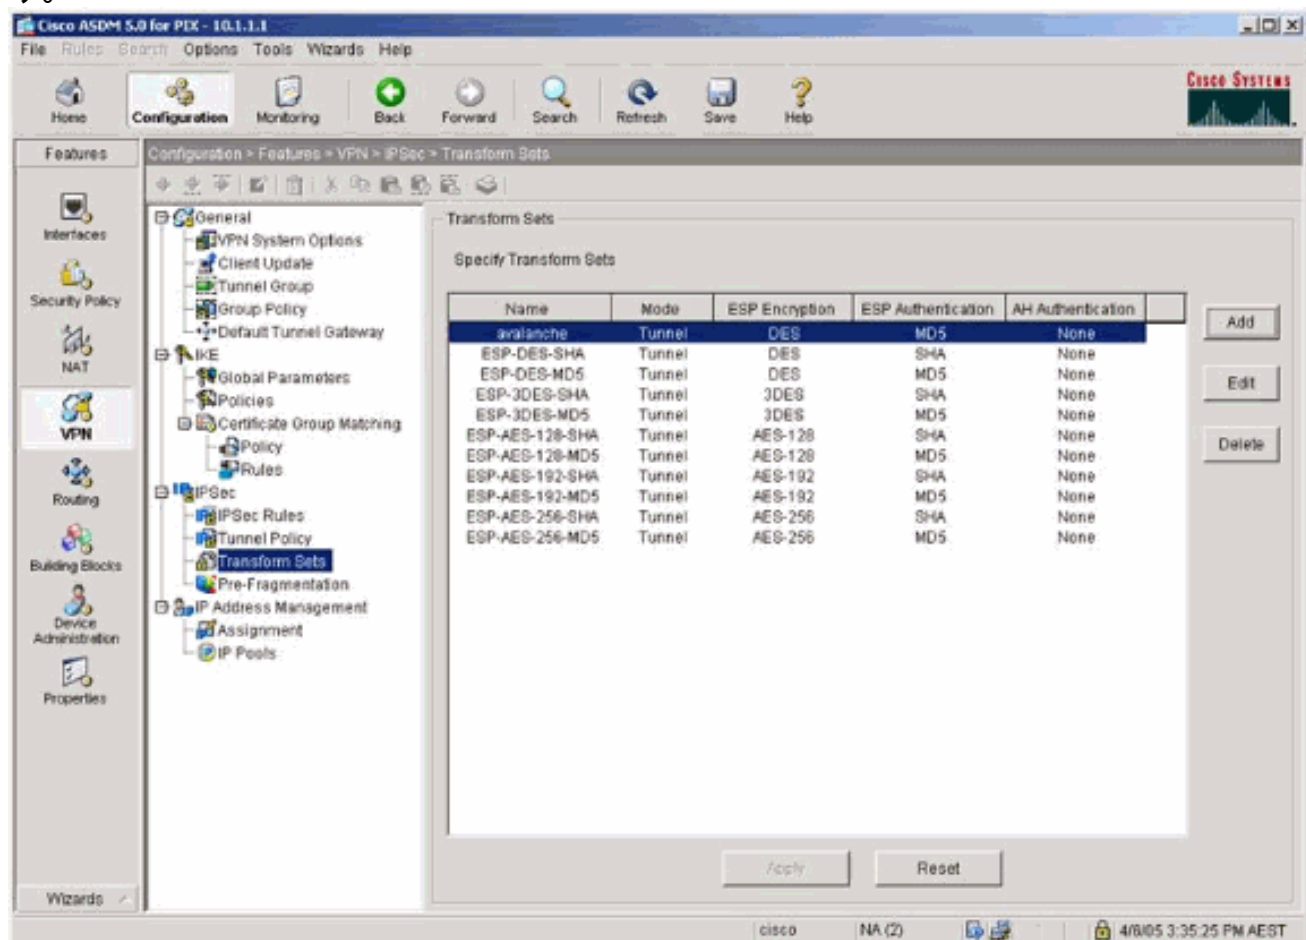 す。
Cisco ASDM 5.0 for PIX - 10.1.1.1
File Rules Search Options Tools Wizards Help
Home Configuration Monitoring Back Forward Search Refresh Save Help
CISCO SYSTEMS
Features
Configuration > Features > VPN > IPSec > Transform Sets
Interfaces
Security Policy
NAT
VPN
Routing
Building Blocks
Device Administration
Properties
Wizards
General
VPN System Options
Client Update
Tunnel Group
Group Policy
Default Tunnel Gateway
IKE
Global Parameters
Policies
Certificate Group Matching
Policy
Rules
IPSec
IPSec Rules
Tunnel Policy
Transform Sets
Pre-Fragmentation
IP Address Management
Assignment
IP Pools
Transform Sets
Specify Transform Sets
Name Mode ESP Encryption ESP Authentication AH Authentication
avalanche Tunnel DES MD5 None
ESP-DES-SHA Tunnel DES SHA None
ESP-DES-MD5 Tunnel DES MD5 None
ESP-3DES-SHA Tunnel 3DES SHA None
ESP-3DES-MD5 Tunnel 3DES MD5 None
ESP-AES-128-SHA Tunnel AES-128 SHA None
ESP-AES-128-MD5 Tunnel AES-128 MD5 None
ESP-AES-192-SHA Tunnel AES-192 SHA None
ESP-AES-192-MD5 Tunnel AES-192 MD5 None
ESP-AES-256-SHA Tunnel AES-256 SHA None
ESP-AES-256-MD5 Tunnel AES-256 MD5 None
Add
Edit
Delete
Apply Reset
cisco NA (2) 4/6/05 3:35:25 PM AEST